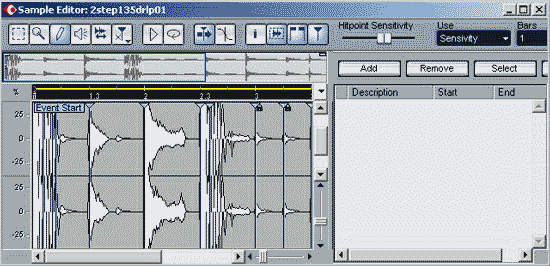 Sample Editor: 2step135drlp01
Hitpoint Sensitivity
Use
Bars
Sensivity
1
Add
Remove
Select
Description
Start
End
%
1.3
2
2.3
3
Event Start
25
0
-25
25
0
-25